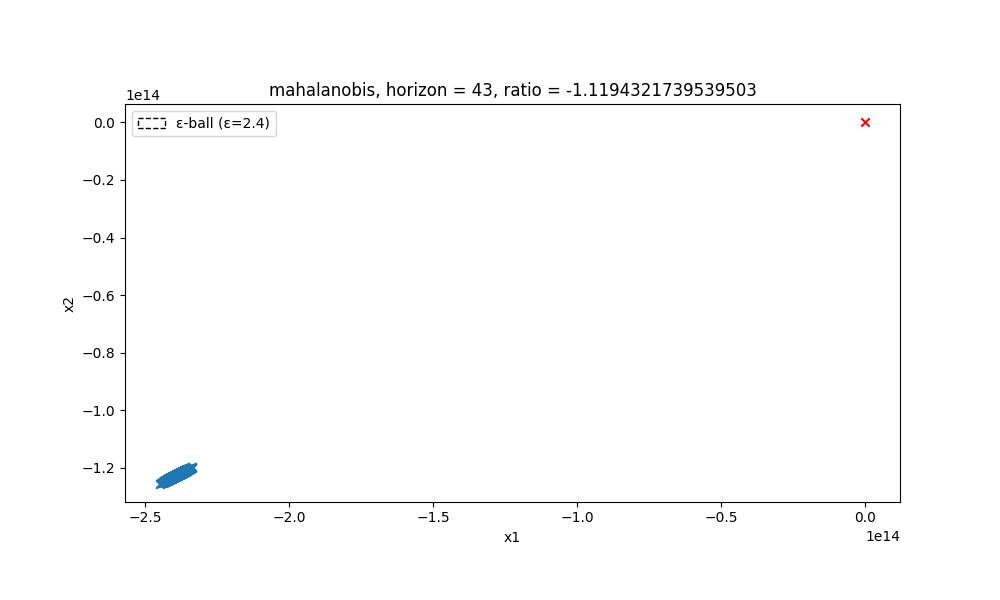 mahalanobis, horizon = 43, ratio = -1.1194321739539503
1e14
ε-ball (ε=2.4)
0.0
−0.2
−0.4
−0.6
−0.8
−1.0
−1.2
x2
−2.5 −2.0 −1.5 −1.0 −0.5 0.0
x1
1e14